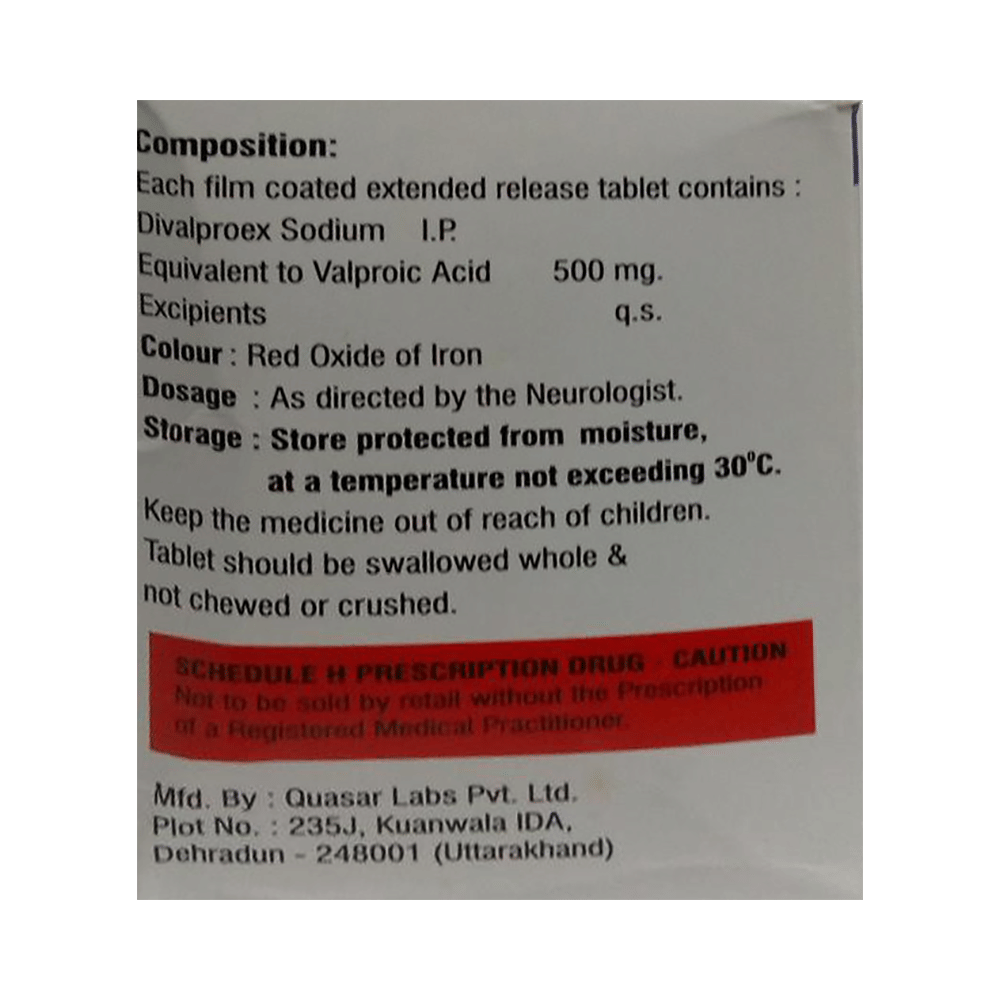 Composition:
Each film coated extended release tablet contains :
Divalproex Sodium I.P.
Equivalent to Valproic Acid 500 mg.
Excipients q.s.
Colour : Red Oxide of Iron
Dosage : As directed by the Neurologist.
Storage : Store protected from moisture,
at a temperature not exceeding 30⁰C.
Keep the medicine out of reach of children.
Tablet should be swallowed whole &
not chewed or crushed.
SCHEDULE H PRESCRIPTION DRUG - CAUTION
Not to be sold by retail without the Prescription
of a Registered Medical Practitioner.
Mfd. By : Quasar Labs Pvt. Ltd.
Plot No. : 235J, Kuanwala IDA,
Dehradun - 248001 (Uttarakhand)